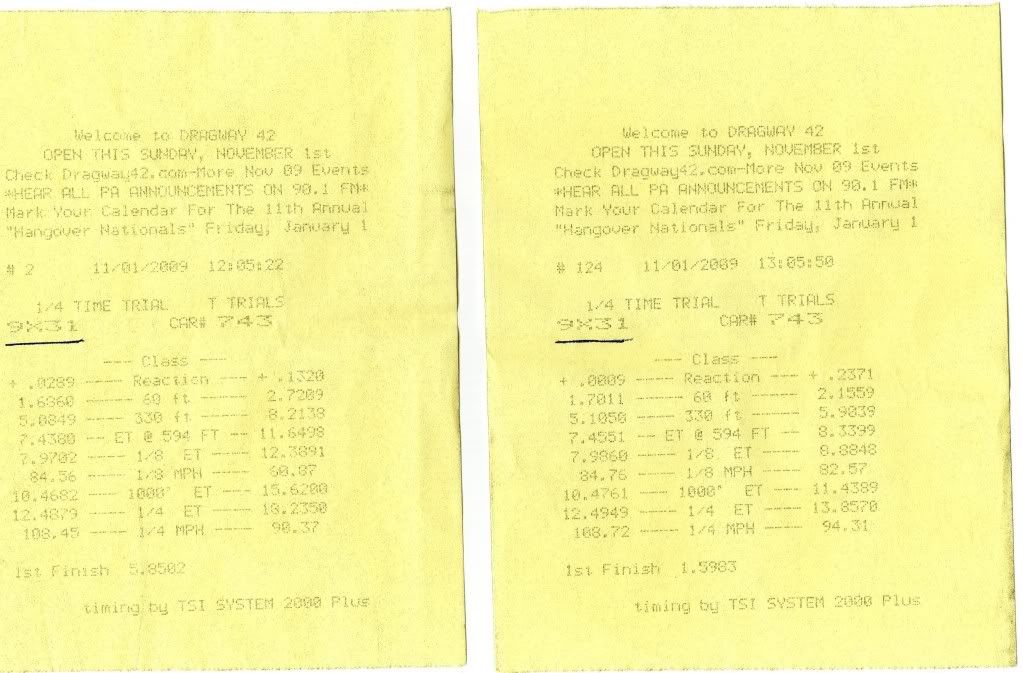 Welcome to DRAGWAY 42
OPEN THIS SUNDAY, NOVEMBER 1st
Check Dragway42.com-More Nov 09 Events
*HEAR ALL PA ANNOUNCEMENTS ON 90.1 FM*
Mark Your Calendar For The 11th Annual
"Hangover Nationals" Friday, January 1
# 2 11/01/2009 12:05:22
1/4 TIME TRIAL T TRIALS
9X31 CAR# 743
--- Class ---
+ .0289 ---- Reaction --- + .1320
1.6860 ---- 60 ft ---- 2.7209
5.0849 ---- 330 ft ---- 8.2138
7.4380 -- ET @ 594 FT -- 11.6498
7.9702 ---- 1/8 ET ---- 12.3891
84.56 ---- 1/8 MPH ---- 60.87
10.4682 ---- 1000' ET ---- 15.6200
12.4879 ---- 1/4 ET ---- 18.2350
108.45 ---- 1/4 MPH ---- 90.37
1st Finish 5.8502
timing by TSI SYSTEM 2000 Plus
Welcome to DRAGWAY 42
OPEN THIS SUNDAY, NOVEMBER 1st
Check Dragway42.com-More Nov 09 Events
*HEAR ALL PA ANNOUNCEMENTS ON 90.1 FM*
Mark Your Calendar For The 11th Annual
"Hangover Nationals" Friday, January 1
# 124 11/01/2009 13:05:50
1/4 TIME TRIAL T TRIALS
9X31 CAR# 743
--- Class ---
+ .0009 ---- Reaction --- + .2371
1.7011 ---- 60 ft ---- 2.1559
5.1050 ---- 330 ft ---- 5.9039
7.4551 -- ET @ 594 FT -- 8.3399
7.9860 ---- 1/8 ET ---- 8.8848
84.76 ---- 1/8 MPH ---- 82.57
10.4761 ---- 1000' ET ---- 11.4389
12.4949 ---- 1/4 ET ---- 13.8570
108.72 ---- 1/4 MPH ---- 94.31
1st Finish 1.5983
timing by TSI SYSTEM 2000 Plus